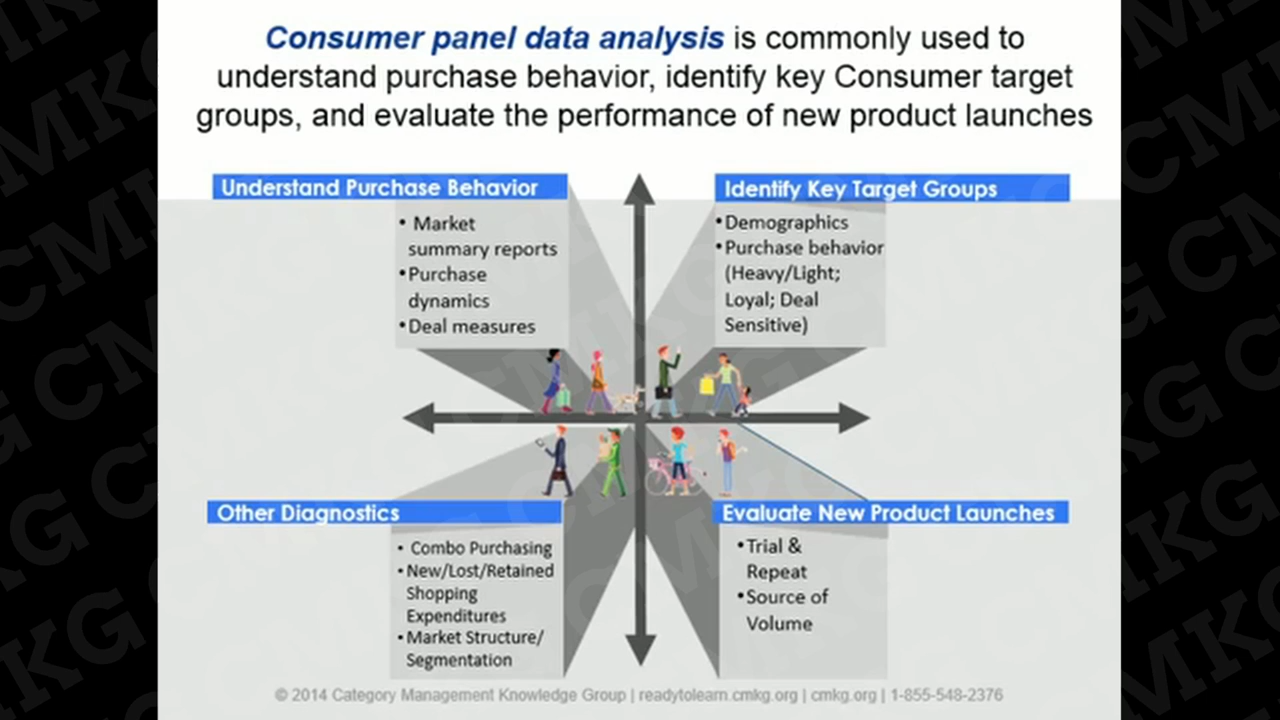 Consumer panel data analysis is commonly used to
understand purchase behavior, identify key Consumer target
groups, and evaluate the performance of new product launches
Understand Purchase Behavior
• Market
summary reports
• Purchase
dynamics
• Deal measures
Identify Key Target Groups
• Demographics
• Purchase behavior
(Heavy/Light;
Loyal; Deal
Sensitive)
Other Diagnostics
• Combo Purchasing
• New/Lost/Retained
Shopping
Expenditures
• Market Structure/
Segmentation
Evaluate New Product Launches
• Trial &
Repeat
• Source of
Volume
© 2014 Category Management Knowledge Group | readytolearn.cmkg.org | cmkg.org | 1-855-548-2376